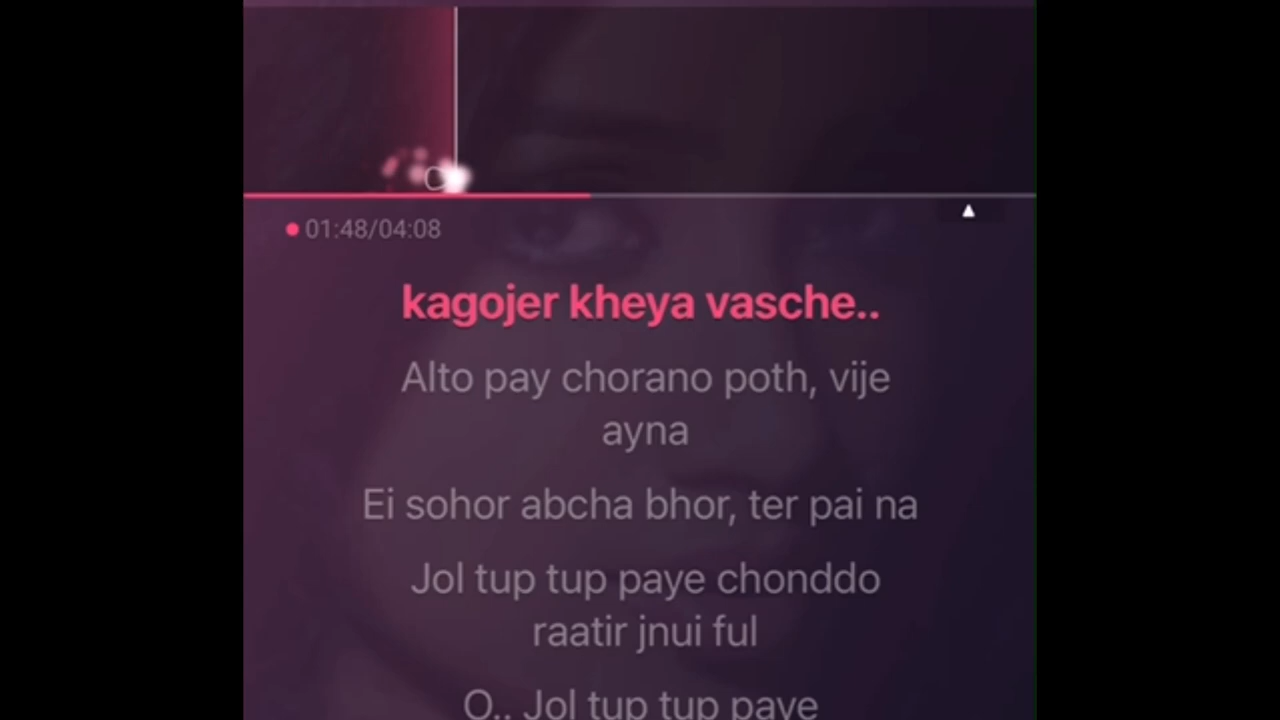 01:48/04:08
kagojer kheya vasche..
Alto pay chorano poth, vije
ayna
Ei sohor abcha bhor, ter pai na
Jol tup tup paye chonddo
raatir jnui ful
O.. Jol tup tup paye